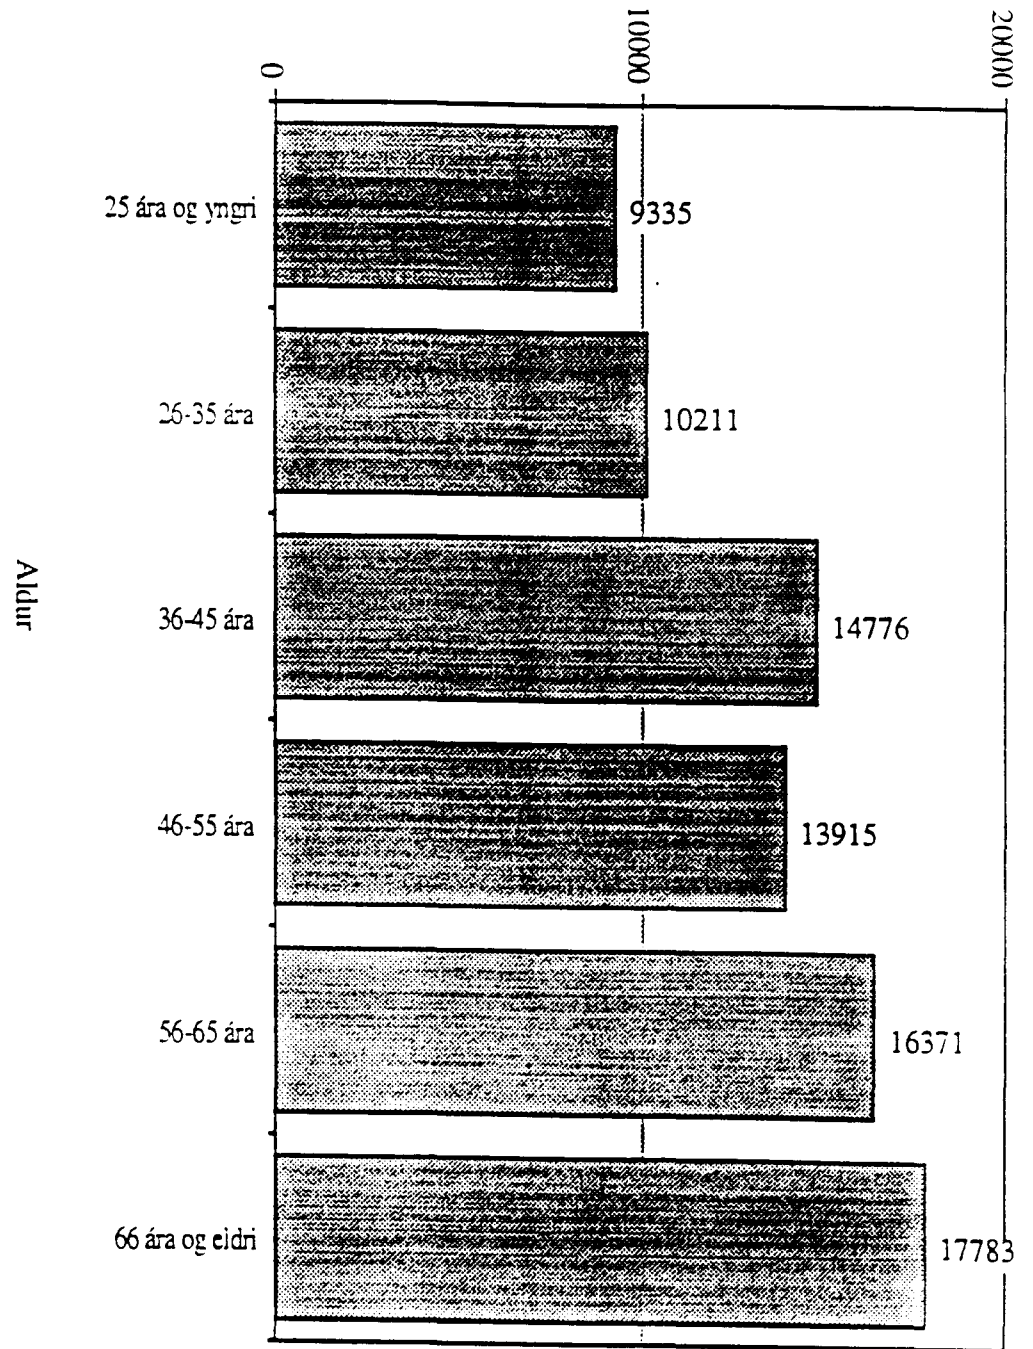 0
10000
20000
25 ára og yngri
9335
26-35 ára
10211
36-45 ára
14776
46-55 ára
13915
56-65 ára
16371
66 ára og eldri
17783
Aldur